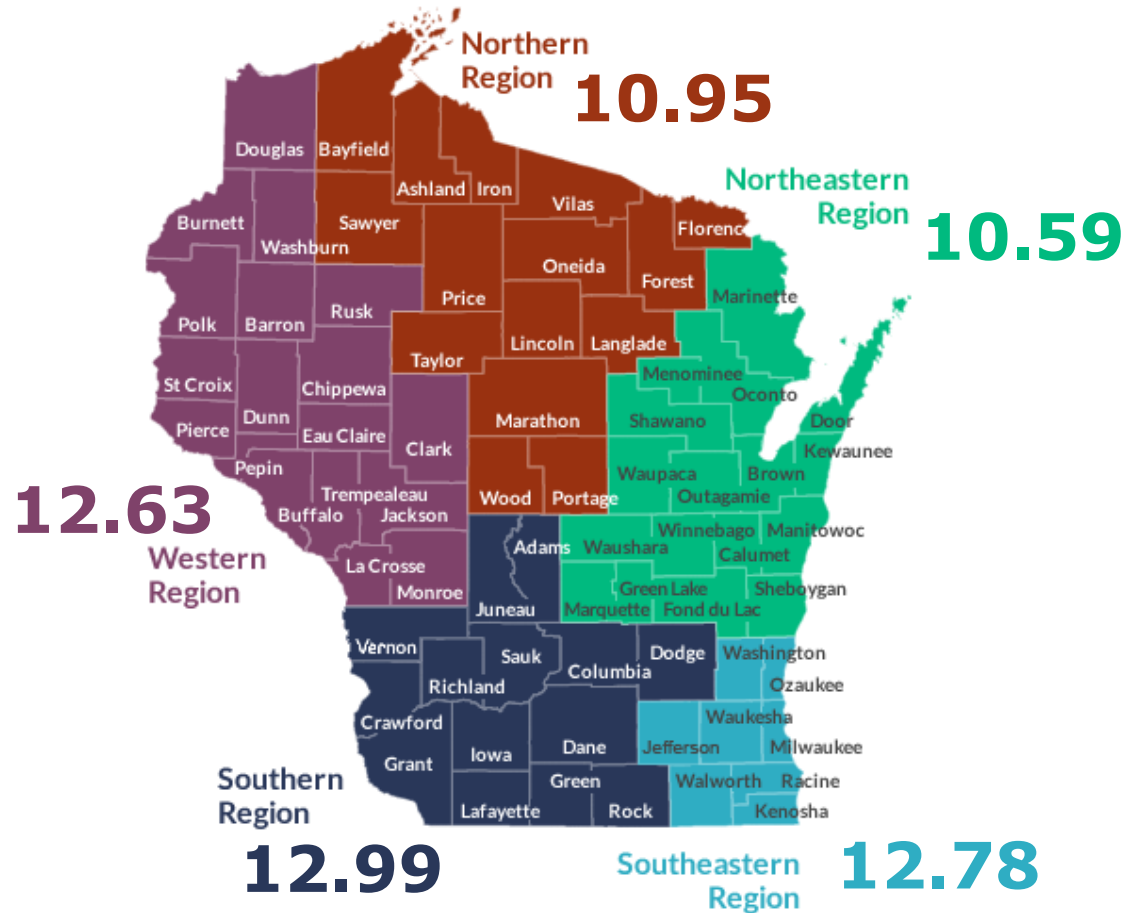 Northern
Region
10.95
Douglas
Bayfield
Northeastern
Region
Ashland
Iron
Vilas
10.59
Burnett
Sawyer
Florenc
Washburn
Oneida
Forest
Marinette
Price
Rusk
Polk
Barron
Lincoln
Langlade
Taylor
Menominee
St Croix
Chippewa
Oconto
Dunn
Marathon
Shawano
Door
Pierce
Eau Claire
Clark
Kewaunee
Pepin
Waupaca
Brown
Trempealeau
Wood
Portage
Outagamie
12.63
Buffalo
Jackson
Winnebago
Manitowoc
Western
Region
Adams
Waushara
Calumet
La Crosse
Monroe
Green Lake
Sheboygan
Juneau
Marquette
Fond du Lac
Vernon
Sauk
Dodge
Washington
Columbia
Richland
Ozaukee
Crawford
Waukesha
Iowa
Dane
Jefferson
Milwaukee
Grant
Southern
Region
Green
Walworth
Racine
Lafayette
Rock
Kenosha
12.99
Southeastern
Region
12.78